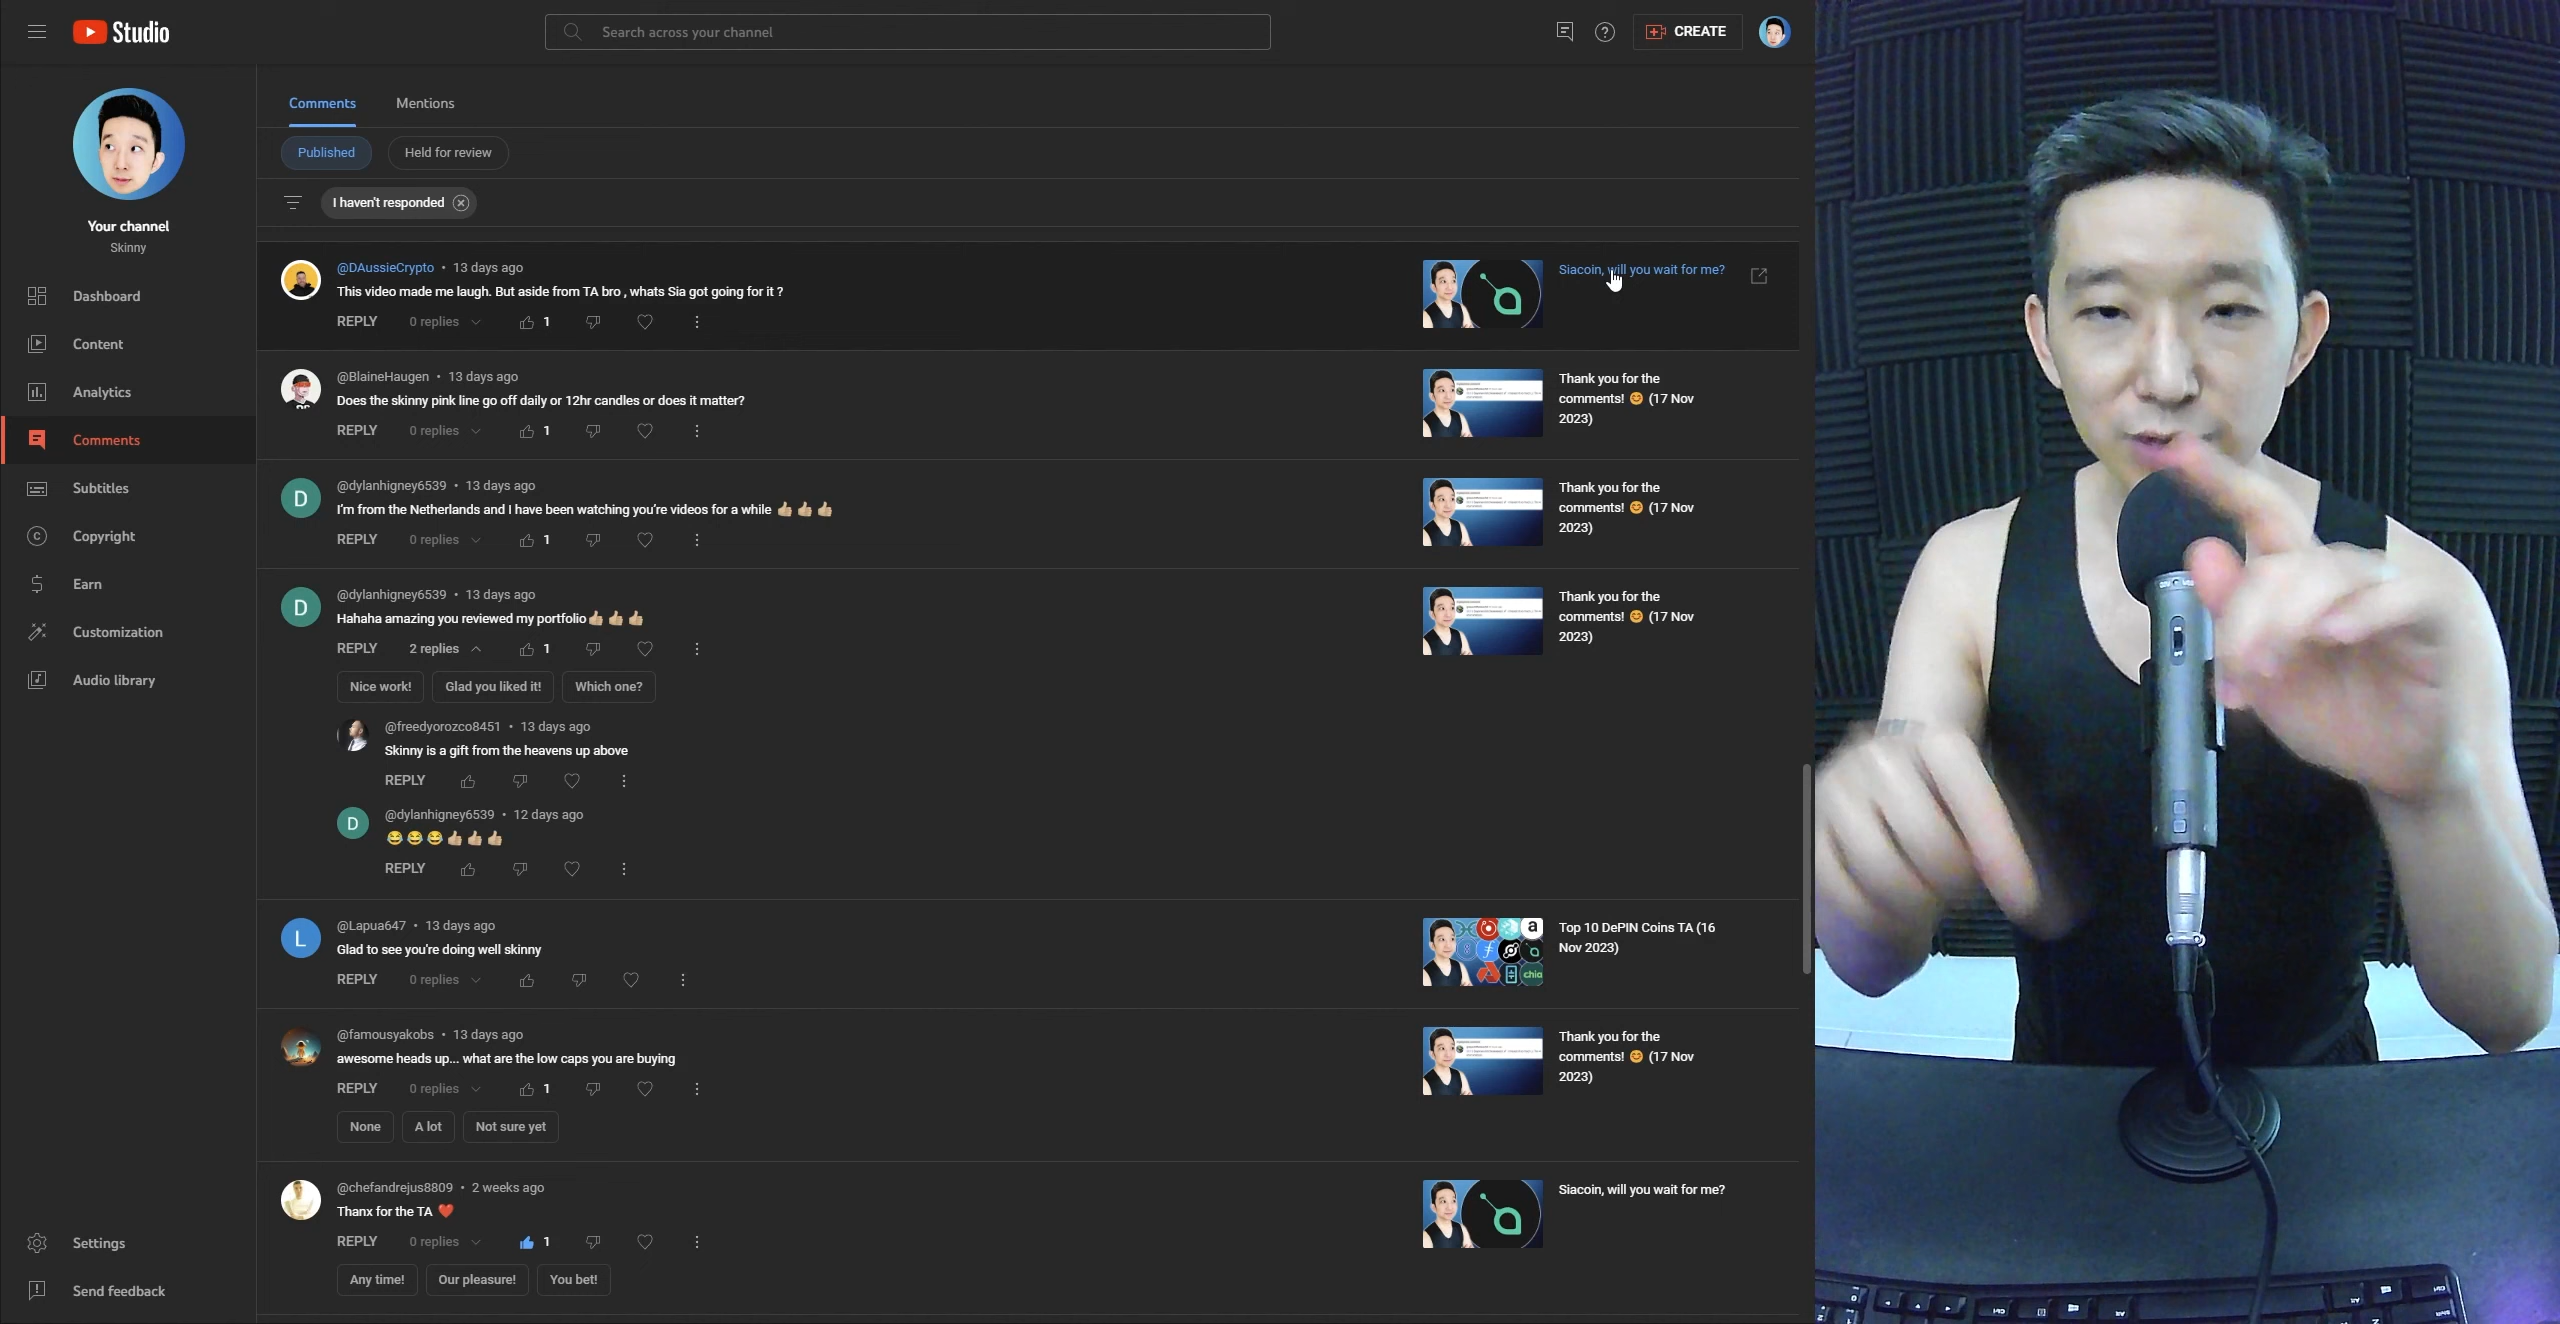 Studio
Search across your channel
CREATE
Your channel
Skinny
Dashboard
Content
Analytics
Comments
Subtitles
Copyright
Earn
Customization
Audio library
Settings
Send feedback
Comments
Mentions
Published
Held for review
I haven't responded
@DAussieCrypto • 13 days ago
This video made me laugh. But aside from TA bro , whats Sia got going for it ?
REPLY 0 replies 1
Siacoin, will you wait for me?
@BlaineHaugen • 13 days ago
Does the skinny pink line go off daily or 12hr candles or does it matter?
REPLY 0 replies 1
Thank you for the
comments! 😊 (17 Nov
2023)
D
@dylanhigney6539 • 13 days ago
I'm from the Netherlands and I have been watching you're videos for a while 👍🏼👍🏼👍🏼
REPLY 0 replies 1
Thank you for the
comments! 😊 (17 Nov
2023)
D
@dylanhigney6539 • 13 days ago
Hahaha amazing you reviewed my portfolio👍🏼👍🏼👍🏼
REPLY 2 replies 1
Nice work! Glad you liked it! Which one?
Thank you for the
comments! 😊 (17 Nov
2023)
@freedyorozco8451 • 13 days ago
Skinny is a gift from the heavens up above
REPLY
D
@dylanhigney6539 • 12 days ago
😂😂😂👍🏼👍🏼👍🏼
REPLY
L
@Lapua647 • 13 days ago
Glad to see you're doing well skinny
REPLY 0 replies
a
chia
Top 10 DePIN Coins TA (16
Nov 2023)
@famousyakobs • 13 days ago
awesome heads up... what are the low caps you are buying
REPLY 0 replies 1
None A lot Not sure yet
Thank you for the
comments! 😊 (17 Nov
2023)
@chefandrejus8809 • 2 weeks ago
Thanx for the TA ❤️
REPLY 0 replies 1
Any time! Our pleasure! You bet!
Siacoin, will you wait for me?